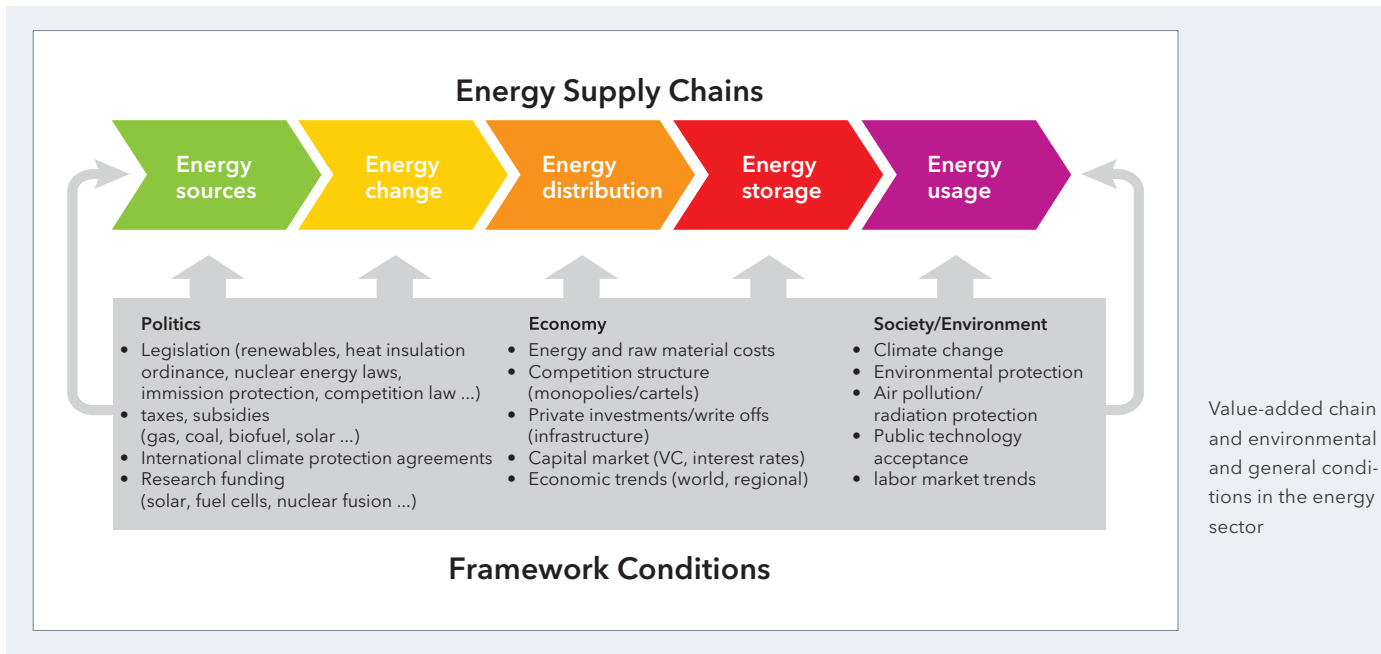 Energy Supply Chains
Energy
sources
Energy
change
Energy
distribution
Energy
storage
Energy
usage
Politics
• Legislation (renewables, heat insulation
ordinance, nuclear energy laws,
immission protection, competition law ...)
• taxes, subsidies
(gas, coal, biofuel, solar ...)
• International climate protection agreements
• Research funding
(solar, fuel cells, nuclear fusion ...)
Economy
• Energy and raw material costs
• Competition structure
(monopolies/cartels)
• Private investments/write offs
(infrastructure)
• Capital market (VC, interest rates)
• Economic trends (world, regional)
Society/Environment
• Climate change
• Environmental protection
• Air pollution/
radiation protection
• Public technology
acceptance
• labor market trends
Framework Conditions
Value-added chain
and environmental
and general condi-
tions in the energy
sector